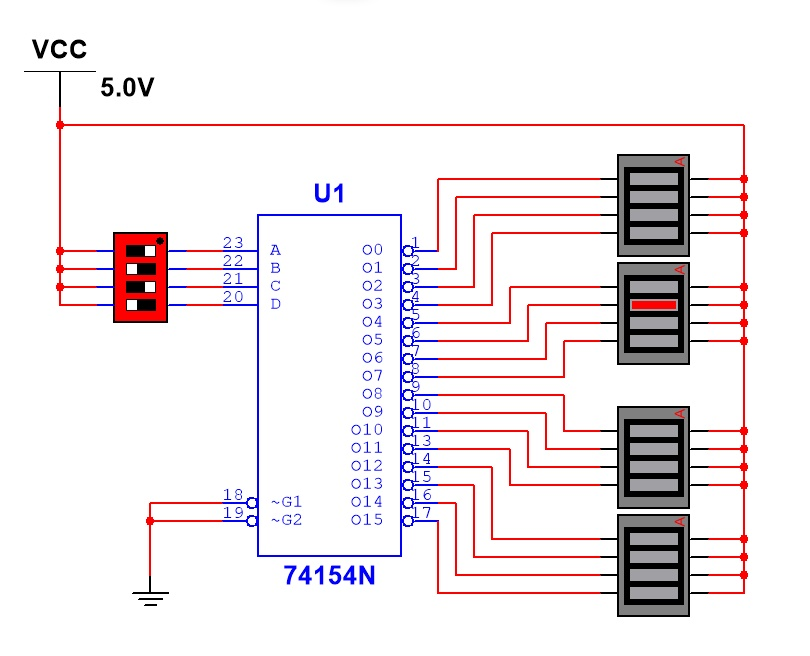 VCC
5.0V
A
U1
23 A O0 1
22 B O1 2
21 C O2 3
20 D O3 4
A
O4 5
O5 6
O6 7
O7 8
O8 9
O9 10
A
O10 11
O11 13
O12 14
O13 15
18 ~G1 O14 16
19 ~G2 O15 17
A
74154N